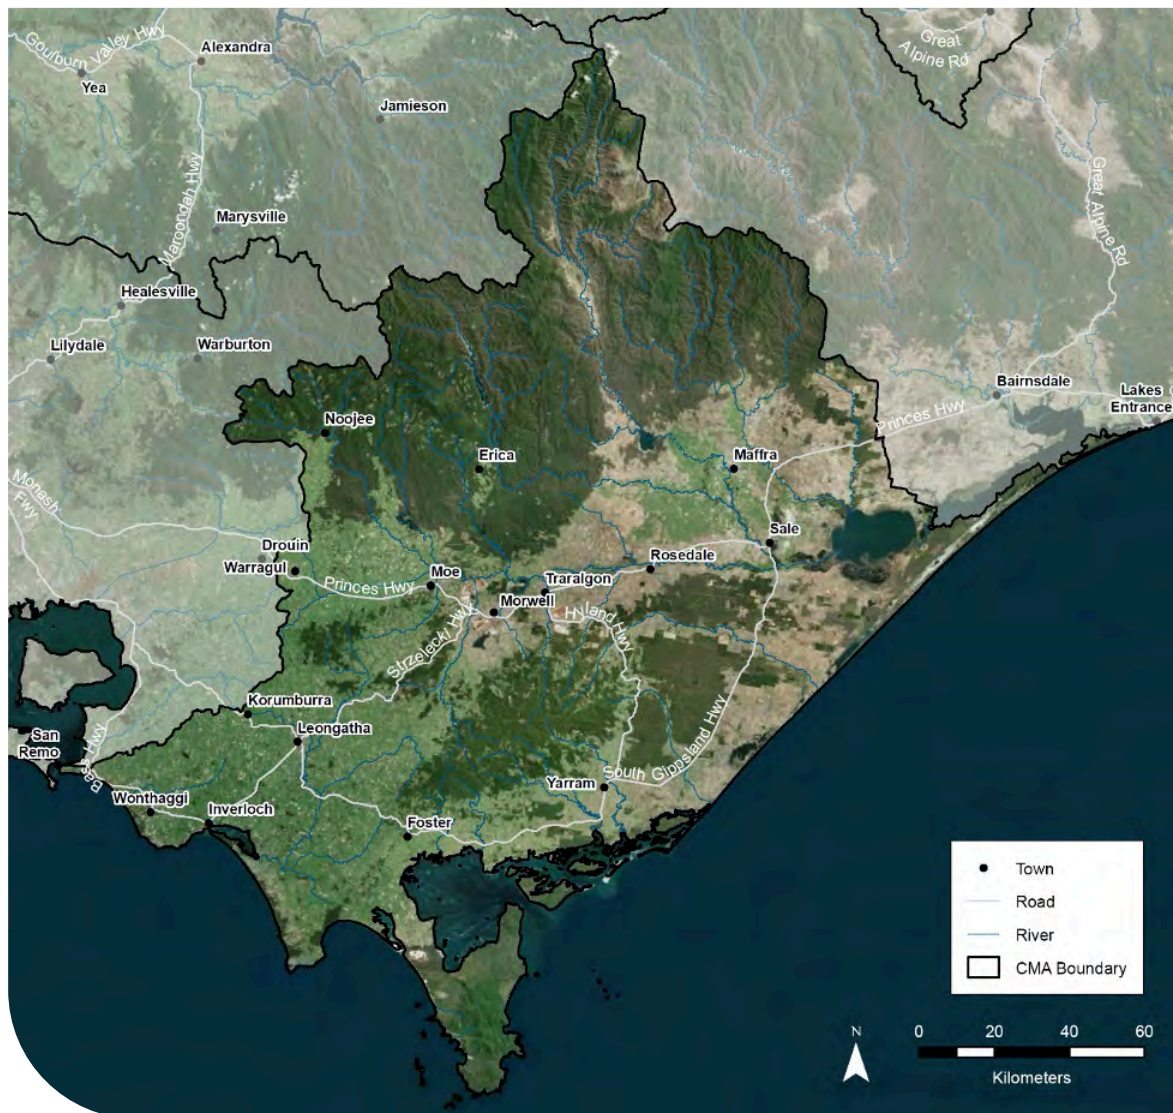 Goulburn Valley Hwy
Alexandra
Great
Alpine Rd
Yea
Jamieson
Maroondah Hwy
Great Alpine Rd
Marysville
Healesville
Lilydale
Warburton
Bairnsdale
Lakes
Entrance
Princes Hwy
Noojee
Erica
Maffra
Monash
Fwy
Sale
Drouin
Warragul
Rosedale
Princes Hwy
Moe
Traralgon
Morwell
land Hwy
Strzelecki Hwy
Korumburra
San
Remo
Leongatha
Bass Hwy
Yarram
South Gippsland Hwy
Wonthaggi
Inverloch
Foster
Town
Road
River
CMA Boundary
N
0 20 40 60
Kilometers